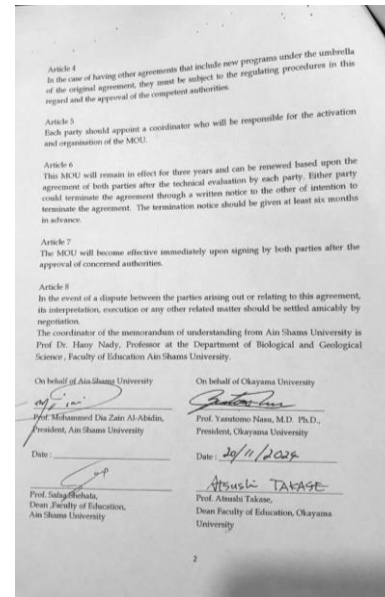 Article 4
In the case of having other agreements that include new programs under the umbrella
of the original agreement, they must be subject to the regulating procedures in this
regard and the approval of the competent authorities.
Article 5
Each party should appoint a coordinator who will be responsible for the activation
and organisation of the MOU.
Article 6
This MOU will remain in effect for three years and can be renewed based upon the
agreement of both parties after the technical evaluation by each party. Either party
could terminate the agreement through a written notice to the other of intention to
terminate the agreement. The termination notice should be given at least six months
in advance.
Article 7
The MOU will become effective immediately upon signing by both parties after the
approval of concerned authorities.
Article 8
In the event of a dispute between the parties arising out or relating to this agreement,
its interpretation, execution or any other related matter should be settled amicably by
negotiation.
The coordinator of the memorandum of understanding from Ain Shams University is
Prof Dr. Hany Nady, Professor at the Department of Biological and Geological
Science, Faculty of Education Ain Shams University.
On behalf of Ain Shams University
Prof. Mohammed Dia Zain Al-Abidin,
President, Ain Shams University
Date:
Prof. Safaa Shehata,
Dean ,Faculty of Education,
Ain Shams University
On behalf of Okayama University
Prof. Yasutomo Nasu, M.D. Ph.D.,
President, Okayama University
Date: 20/11/2024
Atsushi TAKASE
Prof. Atsushi Takase,
Dean Faculty of Education, Okayama
University
2